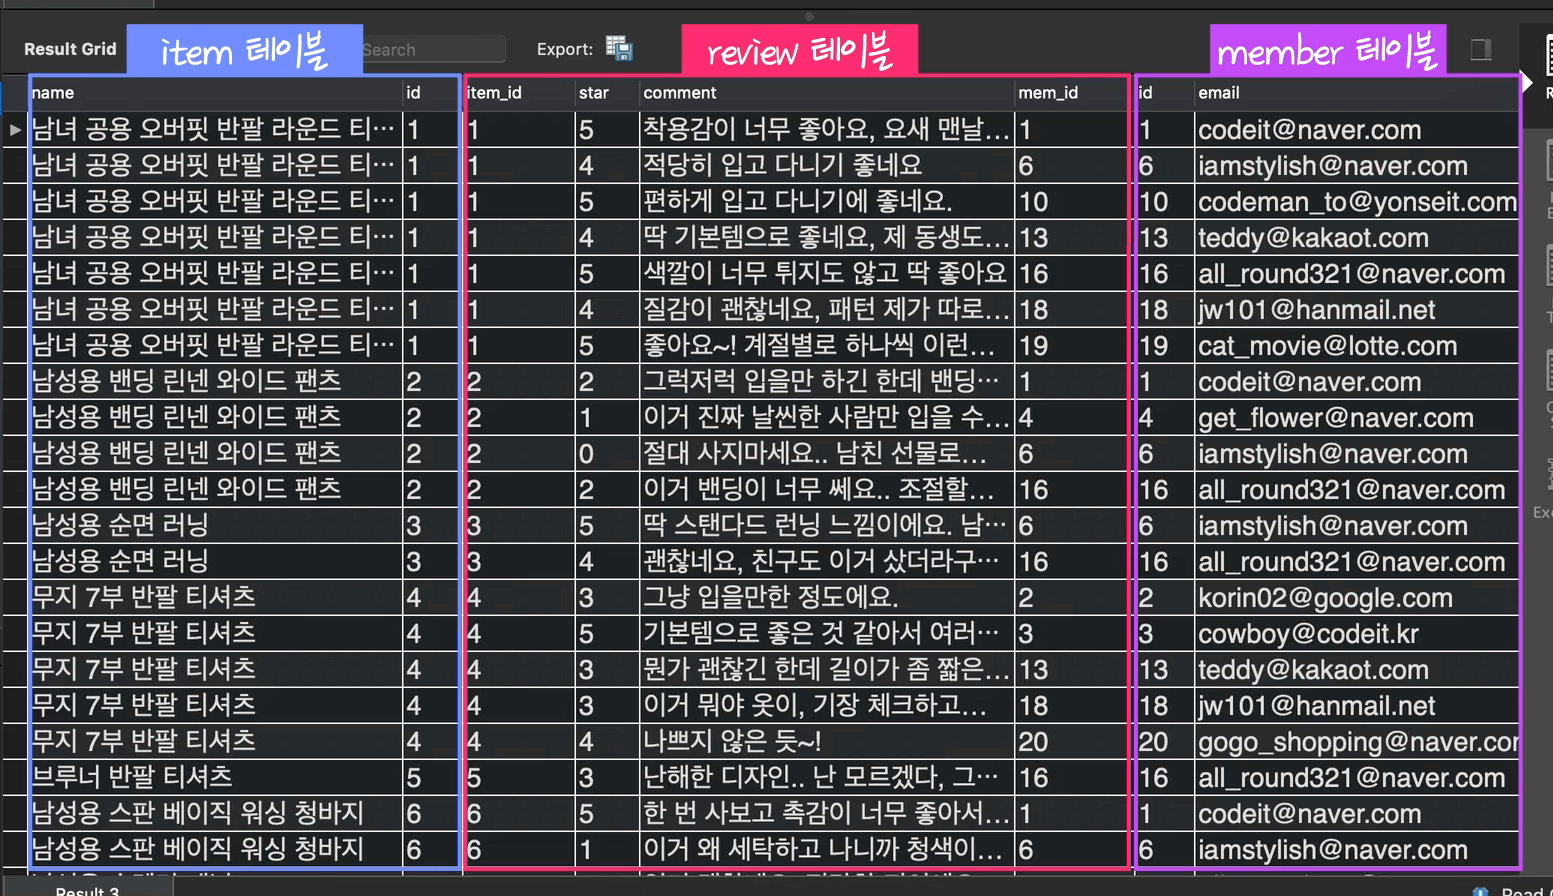 Result Grid item 테이블 Search Export: review 테이블 member 테이블
name id item_id star comment mem_id id email
남녀 공용 오버핏 반팔 라운드 티… 1 1 5 착용감이 너무 좋아요, 요새 맨날… 1 1 codeit@naver.com
남녀 공용 오버핏 반팔 라운드 티… 1 1 4 적당히 입고 다니기 좋네요 6 6 iamstylish@naver.com
남녀 공용 오버핏 반팔 라운드 티… 1 1 5 편하게 입고 다니기에 좋네요. 10 10 codeman_to@yonseit.com
남녀 공용 오버핏 반팔 라운드 티… 1 1 4 딱 기본템으로 좋네요, 제 동생도… 13 13 teddy@kakaot.com
남녀 공용 오버핏 반팔 라운드 티… 1 1 5 색깔이 너무 튀지도 않고 딱 좋아요 16 16 all_round321@naver.com
남녀 공용 오버핏 반팔 라운드 티… 1 1 4 질감이 괜찮네요, 패턴 제가 따로… 18 18 jw101@hanmail.net
남녀 공용 오버핏 반팔 라운드 티… 1 1 5 좋아요~! 계절별로 하나씩 이런… 19 19 cat_movie@lotte.com
남성용 밴딩 린넨 와이드 팬츠 2 2 2 그럭저럭 입을만 하긴 한데 밴딩… 1 1 codeit@naver.com
남성용 밴딩 린넨 와이드 팬츠 2 2 1 이거 진짜 날씬한 사람만 입을 수… 4 4 get_flower@naver.com
남성용 밴딩 린넨 와이드 팬츠 2 2 0 절대 사지마세요.. 남친 선물로… 6 6 iamstylish@naver.com
남성용 밴딩 린넨 와이드 팬츠 2 2 2 이거 밴딩이 너무 쎄요.. 조절할… 16 16 all_round321@naver.com
남성용 순면 러닝 3 3 5 딱 스탠다드 런닝 느낌이에요. 남… 6 6 iamstylish@naver.com
남성용 순면 러닝 3 3 4 괜찮네요, 친구도 이거 샀더라구… 16 16 all_round321@naver.com
무지 7부 반팔 티셔츠 4 4 3 그냥 입을만한 정도에요. 2 2 korin02@google.com
무지 7부 반팔 티셔츠 4 4 5 기본템으로 좋은 것 같아서 여러… 3 3 cowboy@codeit.kr
무지 7부 반팔 티셔츠 4 4 3 뭔가 괜찮긴 한데 길이가 좀 짧은… 13 13 teddy@kakaot.com
무지 7부 반팔 티셔츠 4 4 3 이거 뭐야 옷이, 기장 체크하고… 18 18 jw101@hanmail.net
무지 7부 반팔 티셔츠 4 4 4 나쁘지 않은 듯~! 20 20 gogo_shopping@naver.cor
브루너 반팔 티셔츠 5 5 3 난해한 디자인.. 난 모르겠다, 그… 16 16 all_round321@naver.com
남성용 스판 베이직 워싱 청바지 6 6 5 한 번 사보고 촉감이 너무 좋아서… 1 1 codeit@naver.com
남성용 스판 베이직 워싱 청바지 6 6 1 이거 왜 세탁하고 나니까 청색이… 6 6 iamstylish@naver.com
Result 3 Read